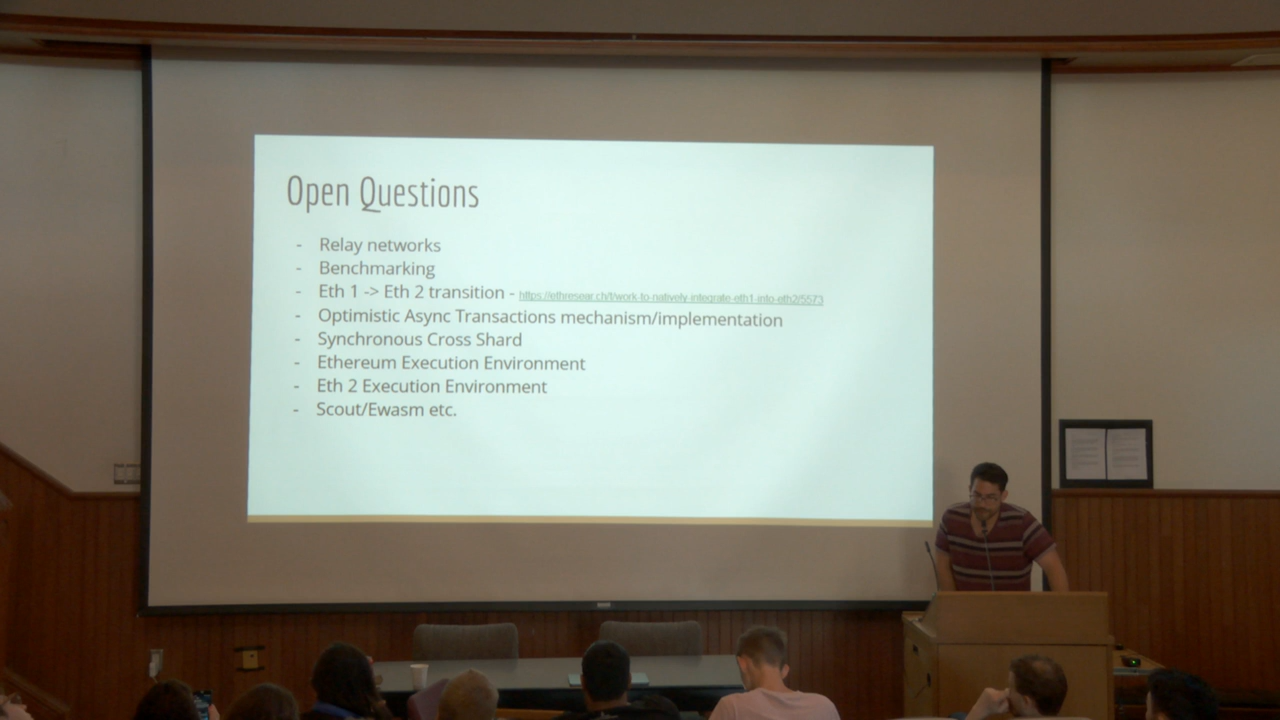 Open Questions
- Relay networks
- Benchmarking
- Eth 1 -> Eth 2 transition - https://ethresear.ch/t/work-to-natively-integrate-eth1-into-eth2/5573
- Optimistic Async Transactions mechanism/implementation
- Synchronous Cross Shard
- Ethereum Execution Environment
- Eth 2 Execution Environment
- Scout/Ewasm etc.